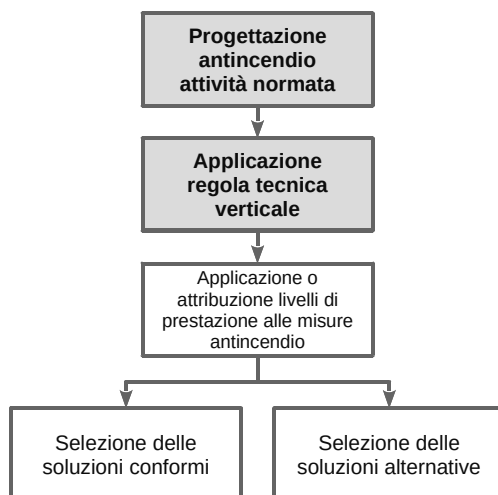 Progettazione
antincendio
attività normata
Applicazione
regola tecnica
verticale
Applicazione o
attribuzione livelli di
prestazione alle misure
antincendio
Selezione delle
soluzioni conformi
Selezione delle
soluzioni alternative